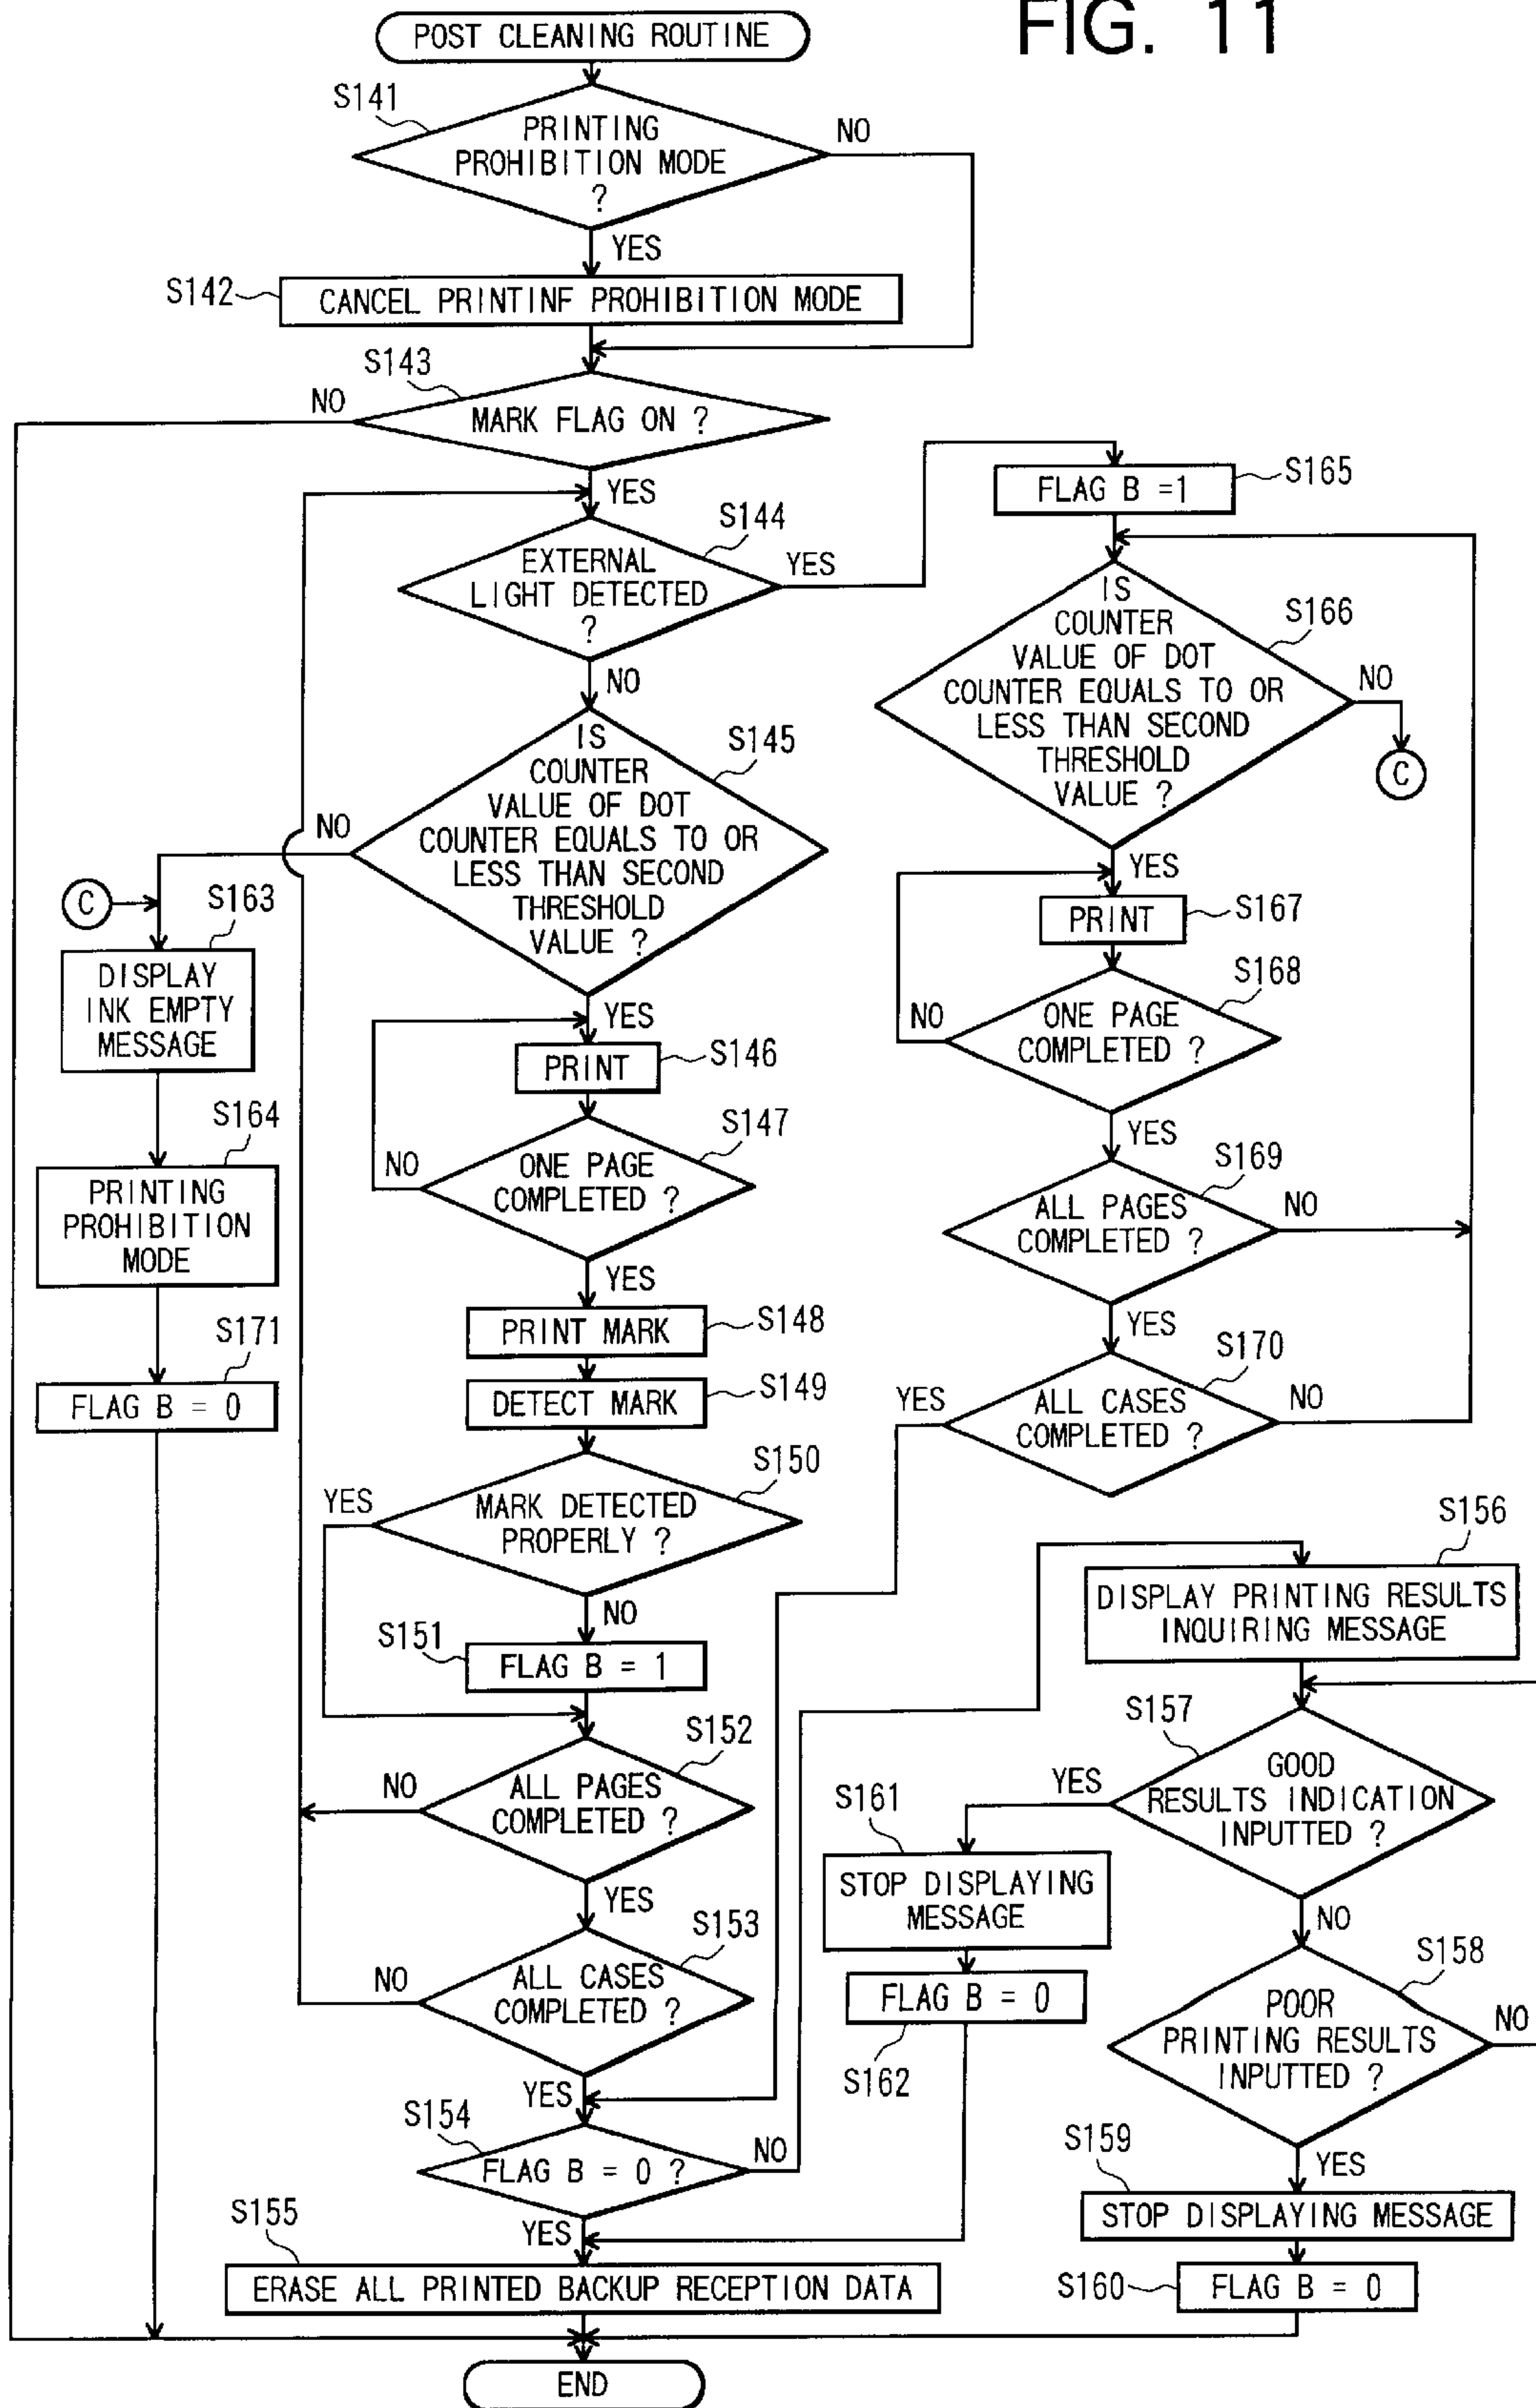 FIG. 11
POST CLEANING ROUTINE
S141
PRINTING
PROHIBITION MODE
?
NO
YES
S142
CANCEL PRINTINF PROHIBITION MODE
S143
NO
MARK FLAG ON ?
YES
S144
EXTERNAL
LIGHT DETECTED
?
YES
NO
S145
IS
COUNTER
VALUE OF DOT
COUNTER EQUALS TO OR
LESS THAN SECOND
THRESHOLD
VALUE ?
NO
YES
C
S163
DISPLAY
INK EMPTY
MESSAGE
S164
PRINTING
PROHIBITION
MODE
S171
FLAG B = 0
PRINT
S146
S147
ONE PAGE
COMPLETED ?
NO
YES
PRINT MARK
S148
DETECT MARK
S149
S150
MARK DETECTED
PROPERLY ?
YES
NO
S151
FLAG B = 1
S152
ALL PAGES
COMPLETED ?
NO
YES
S153
ALL CASES
COMPLETED ?
NO
YES
S154
FLAG B = 0 ?
NO
YES
S155
ERASE ALL PRINTED BACKUP RECEPTION DATA
END
S165
FLAG B =1
S166
IS
COUNTER
VALUE OF DOT
COUNTER EQUALS TO OR
LESS THAN SECOND
THRESHOLD
VALUE ?
NO
C
YES
PRINT
S167
S168
ONE PAGE
COMPLETED ?
NO
YES
S169
ALL PAGES
COMPLETED ?
NO
YES
S170
ALL CASES
COMPLETED ?
YES
NO
S156
DISPLAY PRINTING RESULTS
INQUIRING MESSAGE
S157
GOOD
RESULTS INDICATION
INPUTTED ?
YES
NO
S161
STOP DISPLAYING
MESSAGE
FLAG B = 0
S162
S158
POOR
PRINTING RESULTS
INPUTTED ?
NO
YES
S159
STOP DISPLAYING MESSAGE
S160
FLAG B = 0